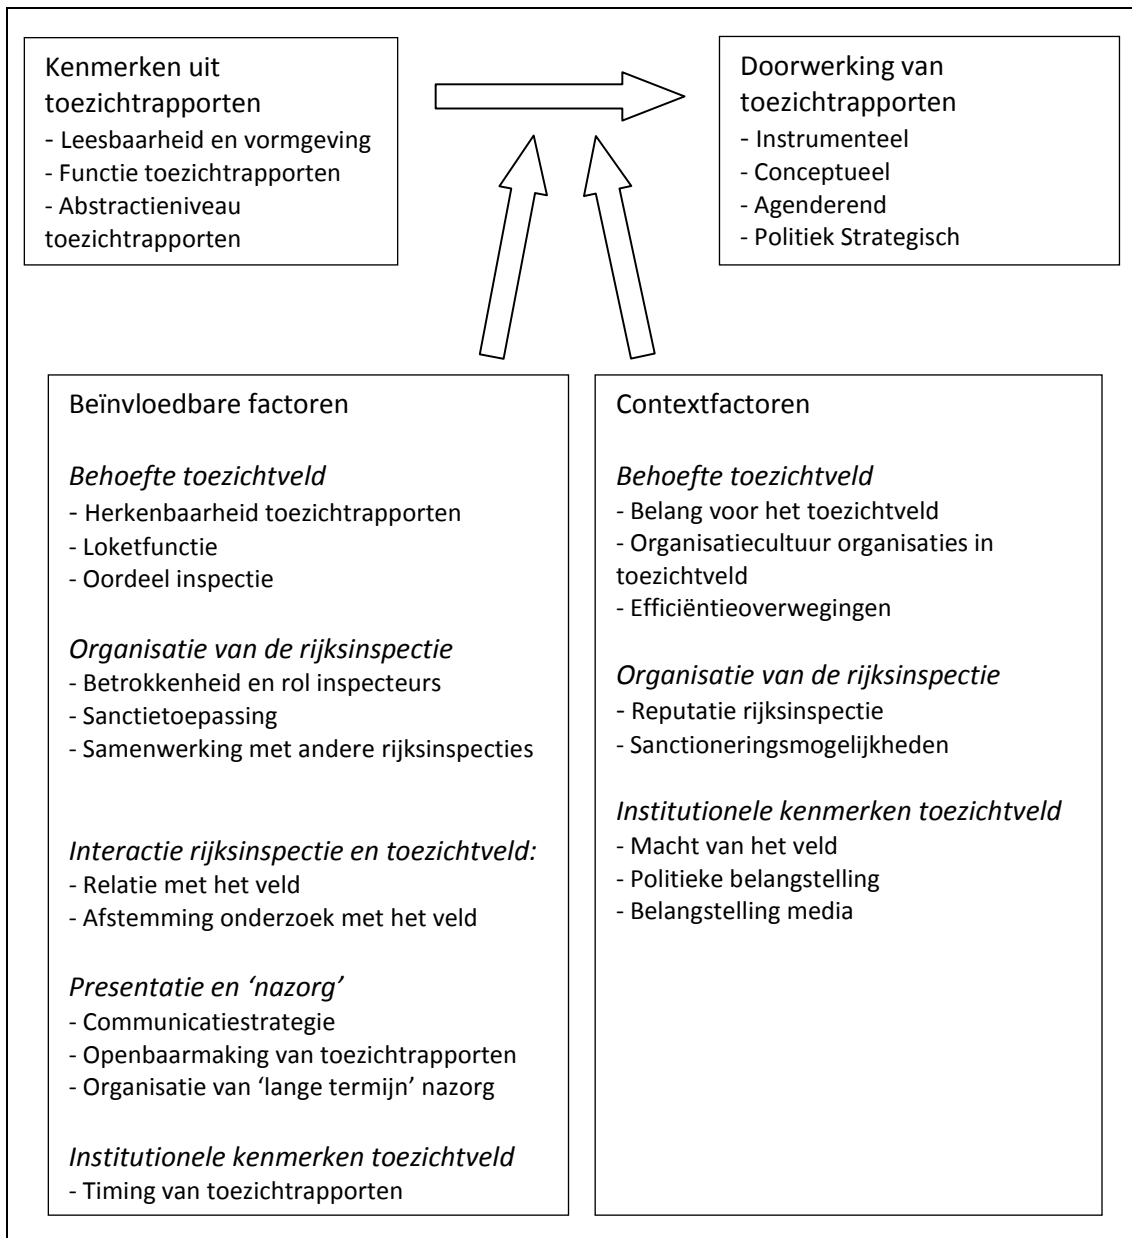 Kenmerken uit
toezichtrapporten
- Leesbaarheid en vormgeving
- Functie toezichtrapporten
- Abstractieniveau
toezichtrapporten
Doorwerking van
toezichtrapporten
- Instrumenteel
- Conceptueel
- Agenderend
- Politiek Strategisch
Beïnvloedbare factoren
Behoefte toezichtveld
- Herkenbaarheid toezichtrapporten
- Loketfunctie
- Oordeel inspectie
Organisatie van de rijksinspectie
- Betrokkenheid en rol inspecteurs
- Sanctietoepassing
- Samenwerking met andere rijksinspecties
Interactie rijksinspectie en toezichtveld:
- Relatie met het veld
- Afstemming onderzoek met het veld
Presentatie en ‘nazorg’
- Communicatiestrategie
- Openbaarmaking van toezichtrapporten
- Organisatie van ‘lange termijn’ nazorg
Institutionele kenmerken toezichtveld
- Timing van toezichtrapporten
Contextfactoren
Behoefte toezichtveld
- Belang voor het toezichtveld
- Organisatiecultuur organisaties in
toezichtveld
- Efficiëntieoverwegingen
Organisatie van de rijksinspectie
- Reputatie rijksinspectie
- Sanctioneringsmogelijkheden
Institutionele kenmerken toezichtveld
- Macht van het veld
- Politieke belangstelling
- Belangstelling media